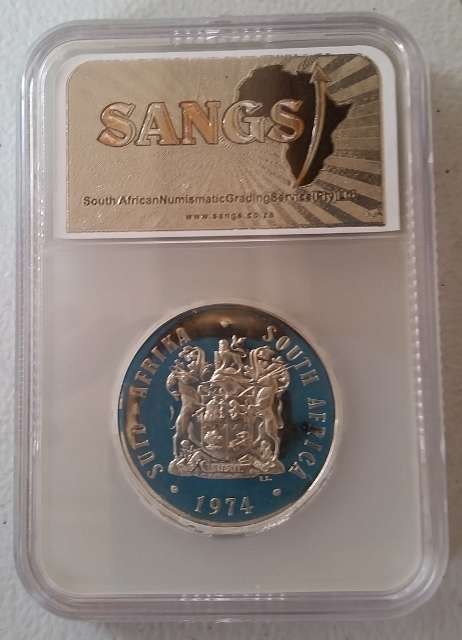 SANGS
South African Numismatic Grading Service (Pty) Ltd
www.sangs.co.za
SUID-AFRIKA · SOUTH AFRICA
· 1974 ·